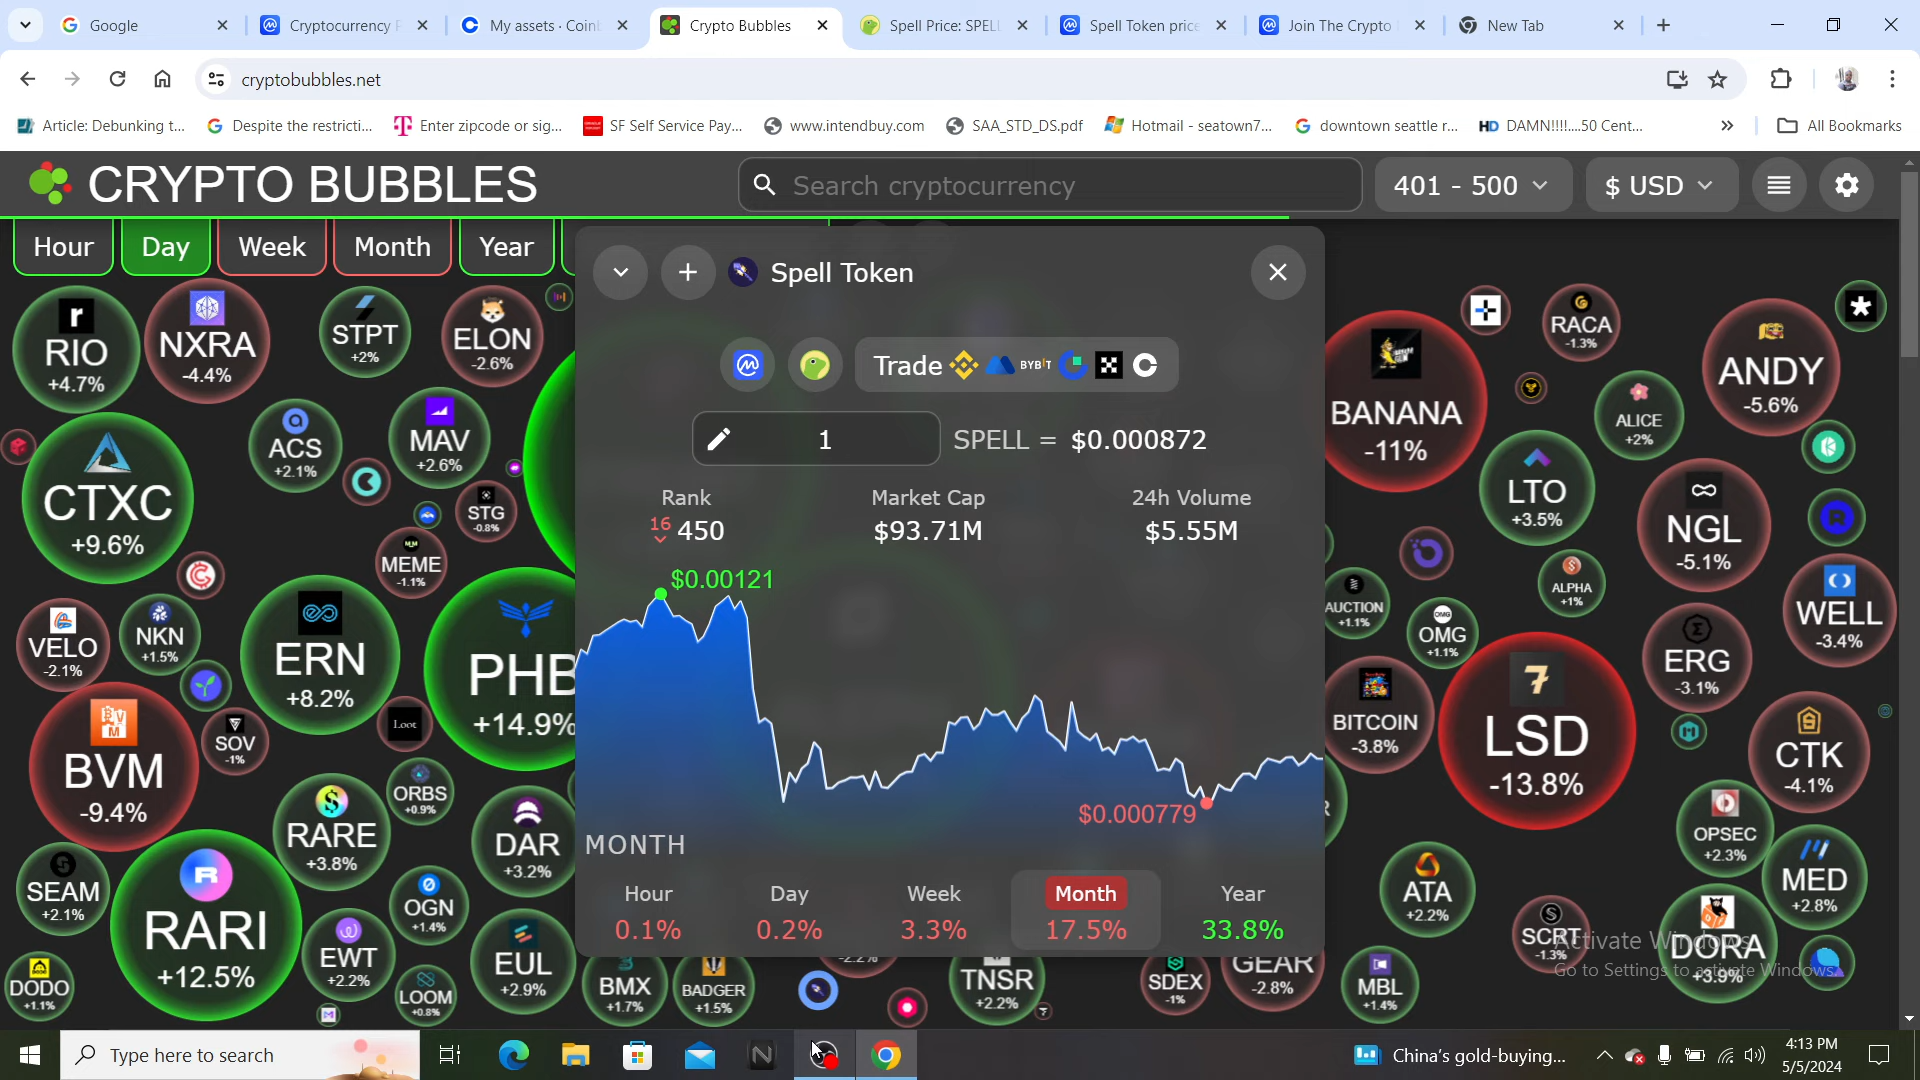 Google
Cryptocurrency P
My assets · Coinb
Crypto Bubbles
Spell Price: SPELL
Spell Token price
Join The Crypto
New Tab
cryptobubbles.net
Article: Debunking t...
Despite the restricti...
Enter zipcode or sig...
SF Self Service Pay...
www.intendbuy.com
SAA_STD_DS.pdf
Hotmail - seatown7...
downtown seattle r...
HD DAMN!!!!....50 Cent...
All Bookmarks
CRYPTO BUBBLES
Search cryptocurrency
401 - 500
$ USD
Hour
Day
Week
Month
Year
Spell Token
Trade
BYBIT
1
SPELL = $0.000872
Rank
Market Cap
24h Volume
16
450
$93.71M
$5.55M
$0.00121
$0.000779
MONTH
Hour
Day
Week
Month
Year
0.1%
0.2%
3.3%
17.5%
33.8%
RIO
+4.7%
NXRA
-4.4%
STPT
+2%
ELON
-2.6%
ACS
+2.1%
MAV
+2.6%
CTXC
+9.6%
STG
-0.8%
MEME
-1.1%
VELO
-2.1%
NKN
+1.5%
ERN
+8.2%
PHB
+14.9%
Loot
BVM
-9.4%
SOV
-1%
ORBS
+0.9%
RARE
+3.8%
DAR
+3.2%
SEAM
+2.1%
RARI
+12.5%
OGN
+1.4%
EWT
+2.2%
EUL
+2.9%
DODO
+1.1%
LOOM
+0.8%
BMX
+1.7%
BADGER
+1.5%
-2.2%
TNSR
+2.2%
SDEX
-1%
GEAR
-2.8%
MBL
+1.4%
BANANA
-11%
RACA
-1.3%
ANDY
-5.6%
ALICE
+2%
LTO
+3.5%
NGL
-5.1%
AUCTION
+1.1%
ALPHA
+1%
OMG
+1.1%
WELL
-3.4%
ERG
-3.1%
BITCOIN
-3.8%
LSD
-13.8%
CTK
-4.1%
OPSEC
+2.3%
ATA
+2.2%
MED
+2.8%
SCRT
-1.3%
DORA
+3.9%
Activate Windows
Go to Settings to activate Windows.
Type here to search
China's gold-buying...
4:13 PM
5/5/2024